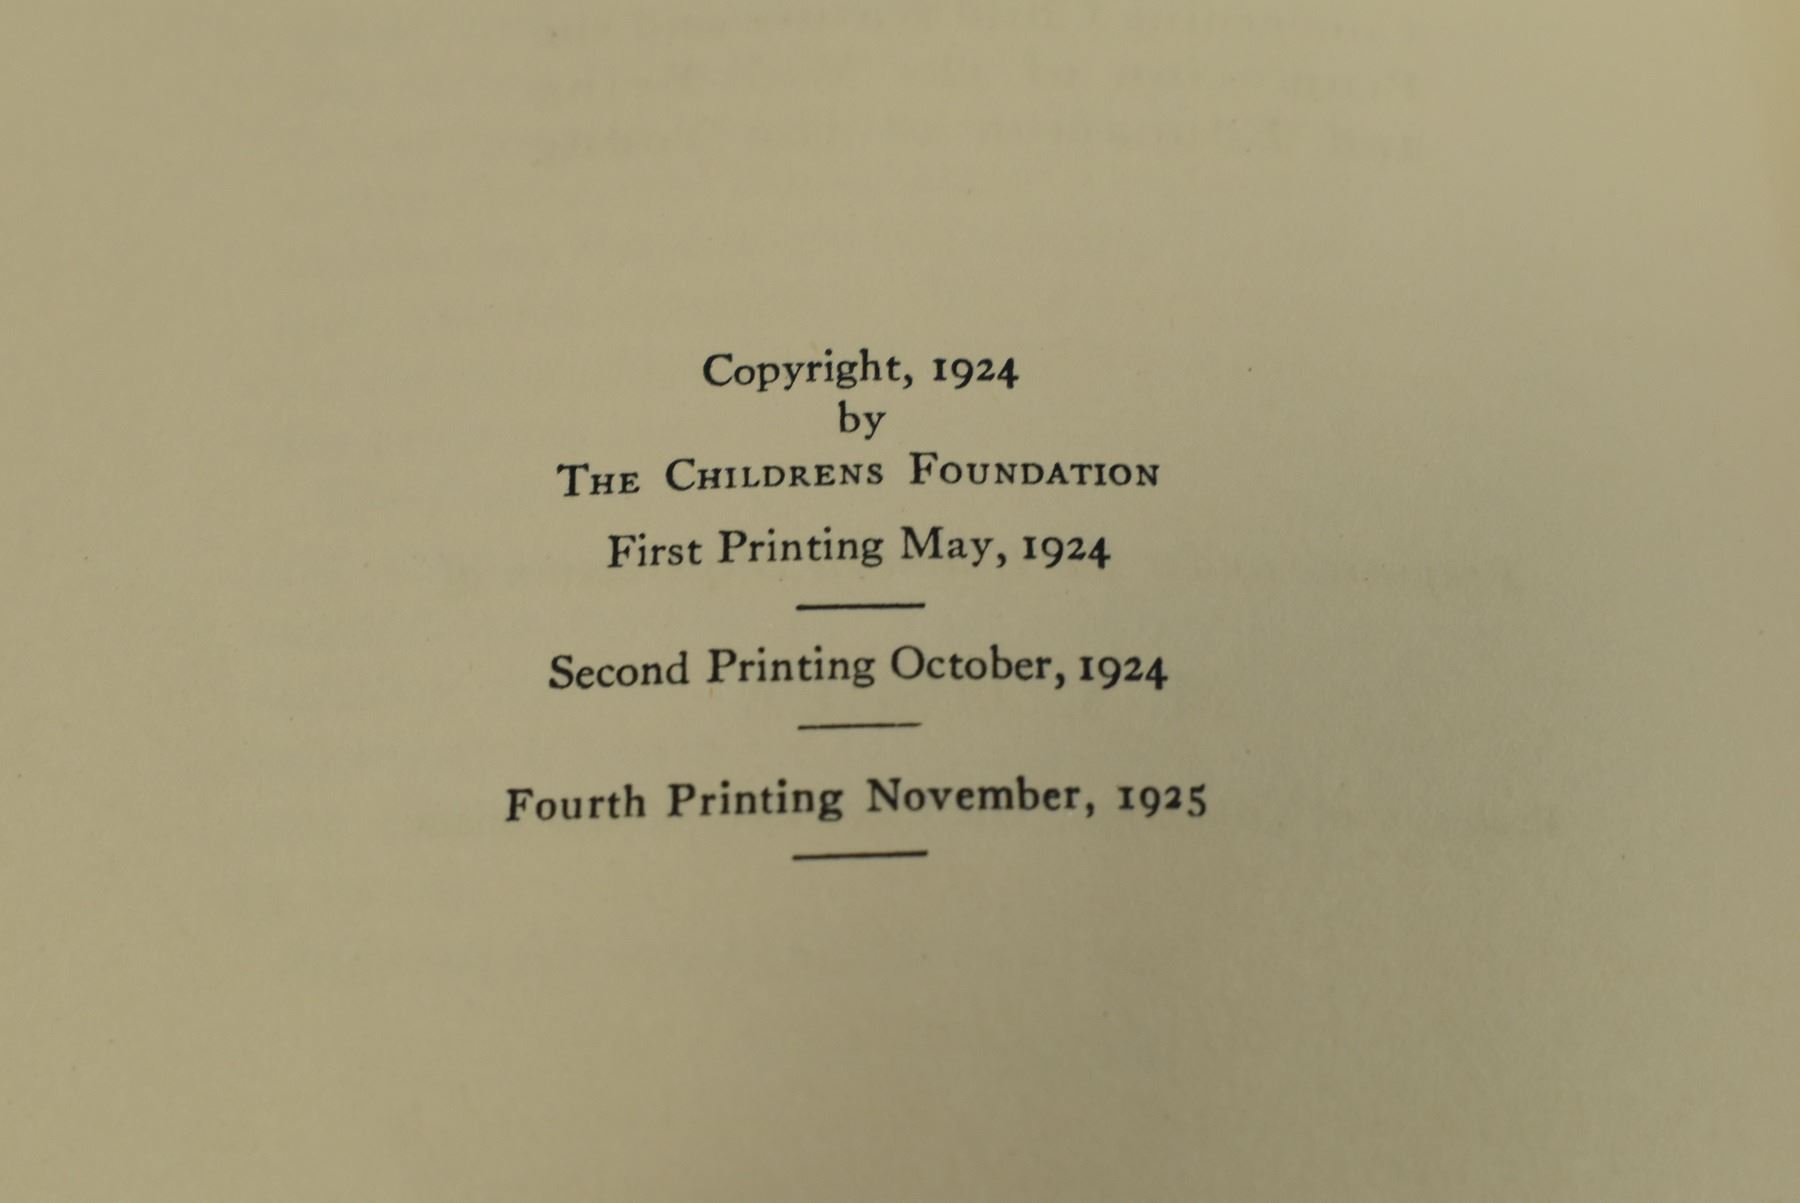 Copyright, 1924
by
THE CHILDRENS FOUNDATION
First Printing May, 1924
Second Printing October, 1924
Fourth Printing November, 1925